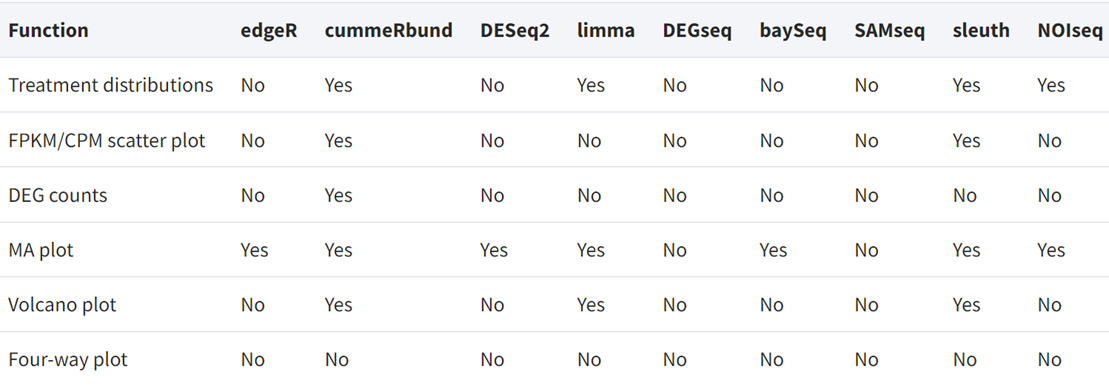 Function edgeR cummeRbund DESeq2 limma DEGseq baySeq SAMseq sleuth NOIseq
Treatment distributions No Yes No Yes No No No Yes Yes
FPKM/CPM scatter plot No Yes No No No No No Yes No
DEG counts No Yes No No No No No No No
MA plot Yes Yes Yes Yes No Yes No Yes Yes
Volcano plot No Yes No Yes No No No Yes No
Four-way plot No No No No No No No No No